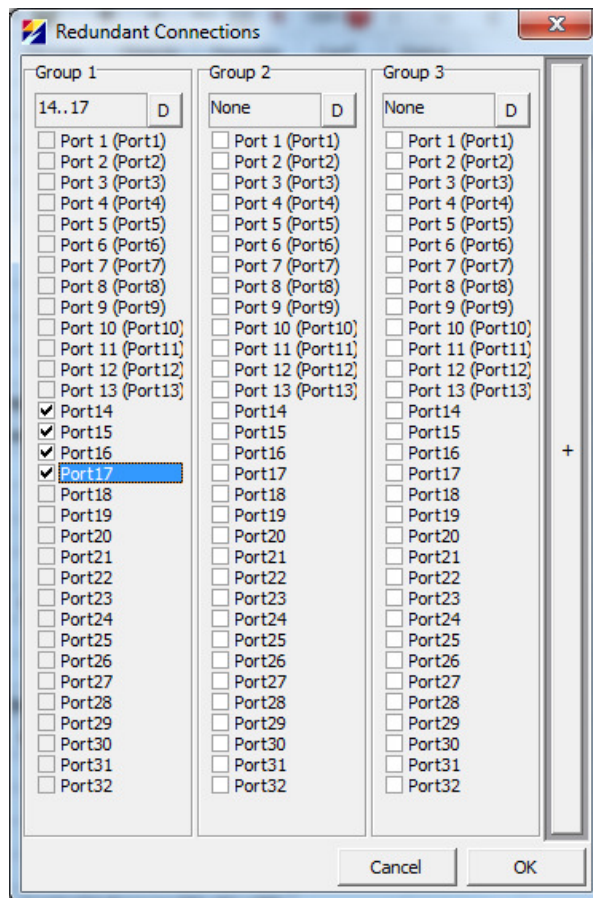 Redundant Connections
Group 1
14..17 D
Port 1 (Port1)
Port 2 (Port2)
Port 3 (Port3)
Port 4 (Port4)
Port 5 (Port5)
Port 6 (Port6)
Port 7 (Port7)
Port 8 (Port8)
Port 9 (Port9)
Port 10 (Port10)
Port 11 (Port11)
Port 12 (Port12)
Port 13 (Port13)
Port14
Port15
Port16
Port17
Port18
Port19
Port20
Port21
Port22
Port23
Port24
Port25
Port26
Port27
Port28
Port29
Port30
Port31
Port32
Group 2
None D
Port 1 (Port1)
Port 2 (Port2)
Port 3 (Port3)
Port 4 (Port4)
Port 5 (Port5)
Port 6 (Port6)
Port 7 (Port7)
Port 8 (Port8)
Port 9 (Port9)
Port 10 (Port10)
Port 11 (Port11)
Port 12 (Port12)
Port 13 (Port13)
Port14
Port15
Port16
Port17
Port18
Port19
Port20
Port21
Port22
Port23
Port24
Port25
Port26
Port27
Port28
Port29
Port30
Port31
Port32
Group 3
None D
Port 1 (Port1)
Port 2 (Port2)
Port 3 (Port3)
Port 4 (Port4)
Port 5 (Port5)
Port 6 (Port6)
Port 7 (Port7)
Port 8 (Port8)
Port 9 (Port9)
Port 10 (Port10)
Port 11 (Port11)
Port 12 (Port12)
Port 13 (Port13)
Port14
Port15
Port16
Port17
Port18
Port19
Port20
Port21
Port22
Port23
Port24
Port25
Port26
Port27
Port28
Port29
Port30
Port31
Port32
+
Cancel OK